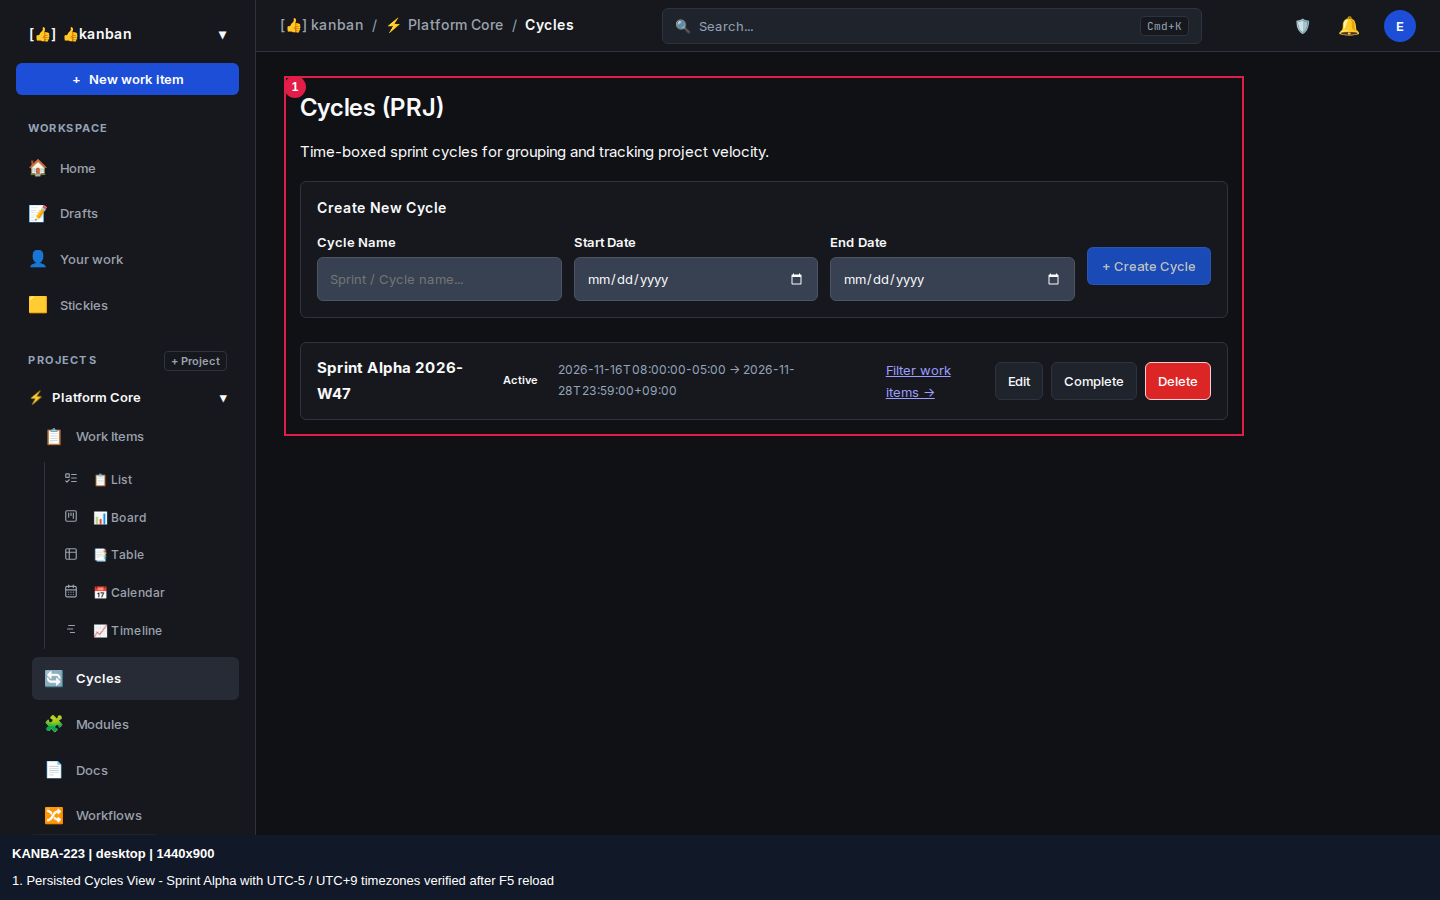 [👍] 👍kanban ▼
+ New work item
WORKSPACE
🏠 Home
📝 Drafts
👤 Your work
🟨 Stickies
PROJECTS + Project
⚡ Platform Core ▼
📋 Work Items
📋 List
📊 Board
📑 Table
📅 Calendar
📈 Timeline
🔄 Cycles
🧩 Modules
📄 Docs
🔀 Workflows
[👍] kanban / ⚡ Platform Core / Cycles
🔍 Search... Cmd+K
E
1
Cycles (PRJ)
Time-boxed sprint cycles for grouping and tracking project velocity.
Create New Cycle
Cycle Name Start Date End Date
Sprint / Cycle name... mm/dd/yyyy mm/dd/yyyy + Create Cycle
Sprint Alpha 2026-
W47
Active
2026-11-16T08:00:00-05:00 → 2026-11-
28T23:59:00+09:00
Filter work
items →
Edit Complete Delete
KANBA-223 | desktop | 1440x900
1. Persisted Cycles View - Sprint Alpha with UTC-5 / UTC+9 timezones verified after F5 reload